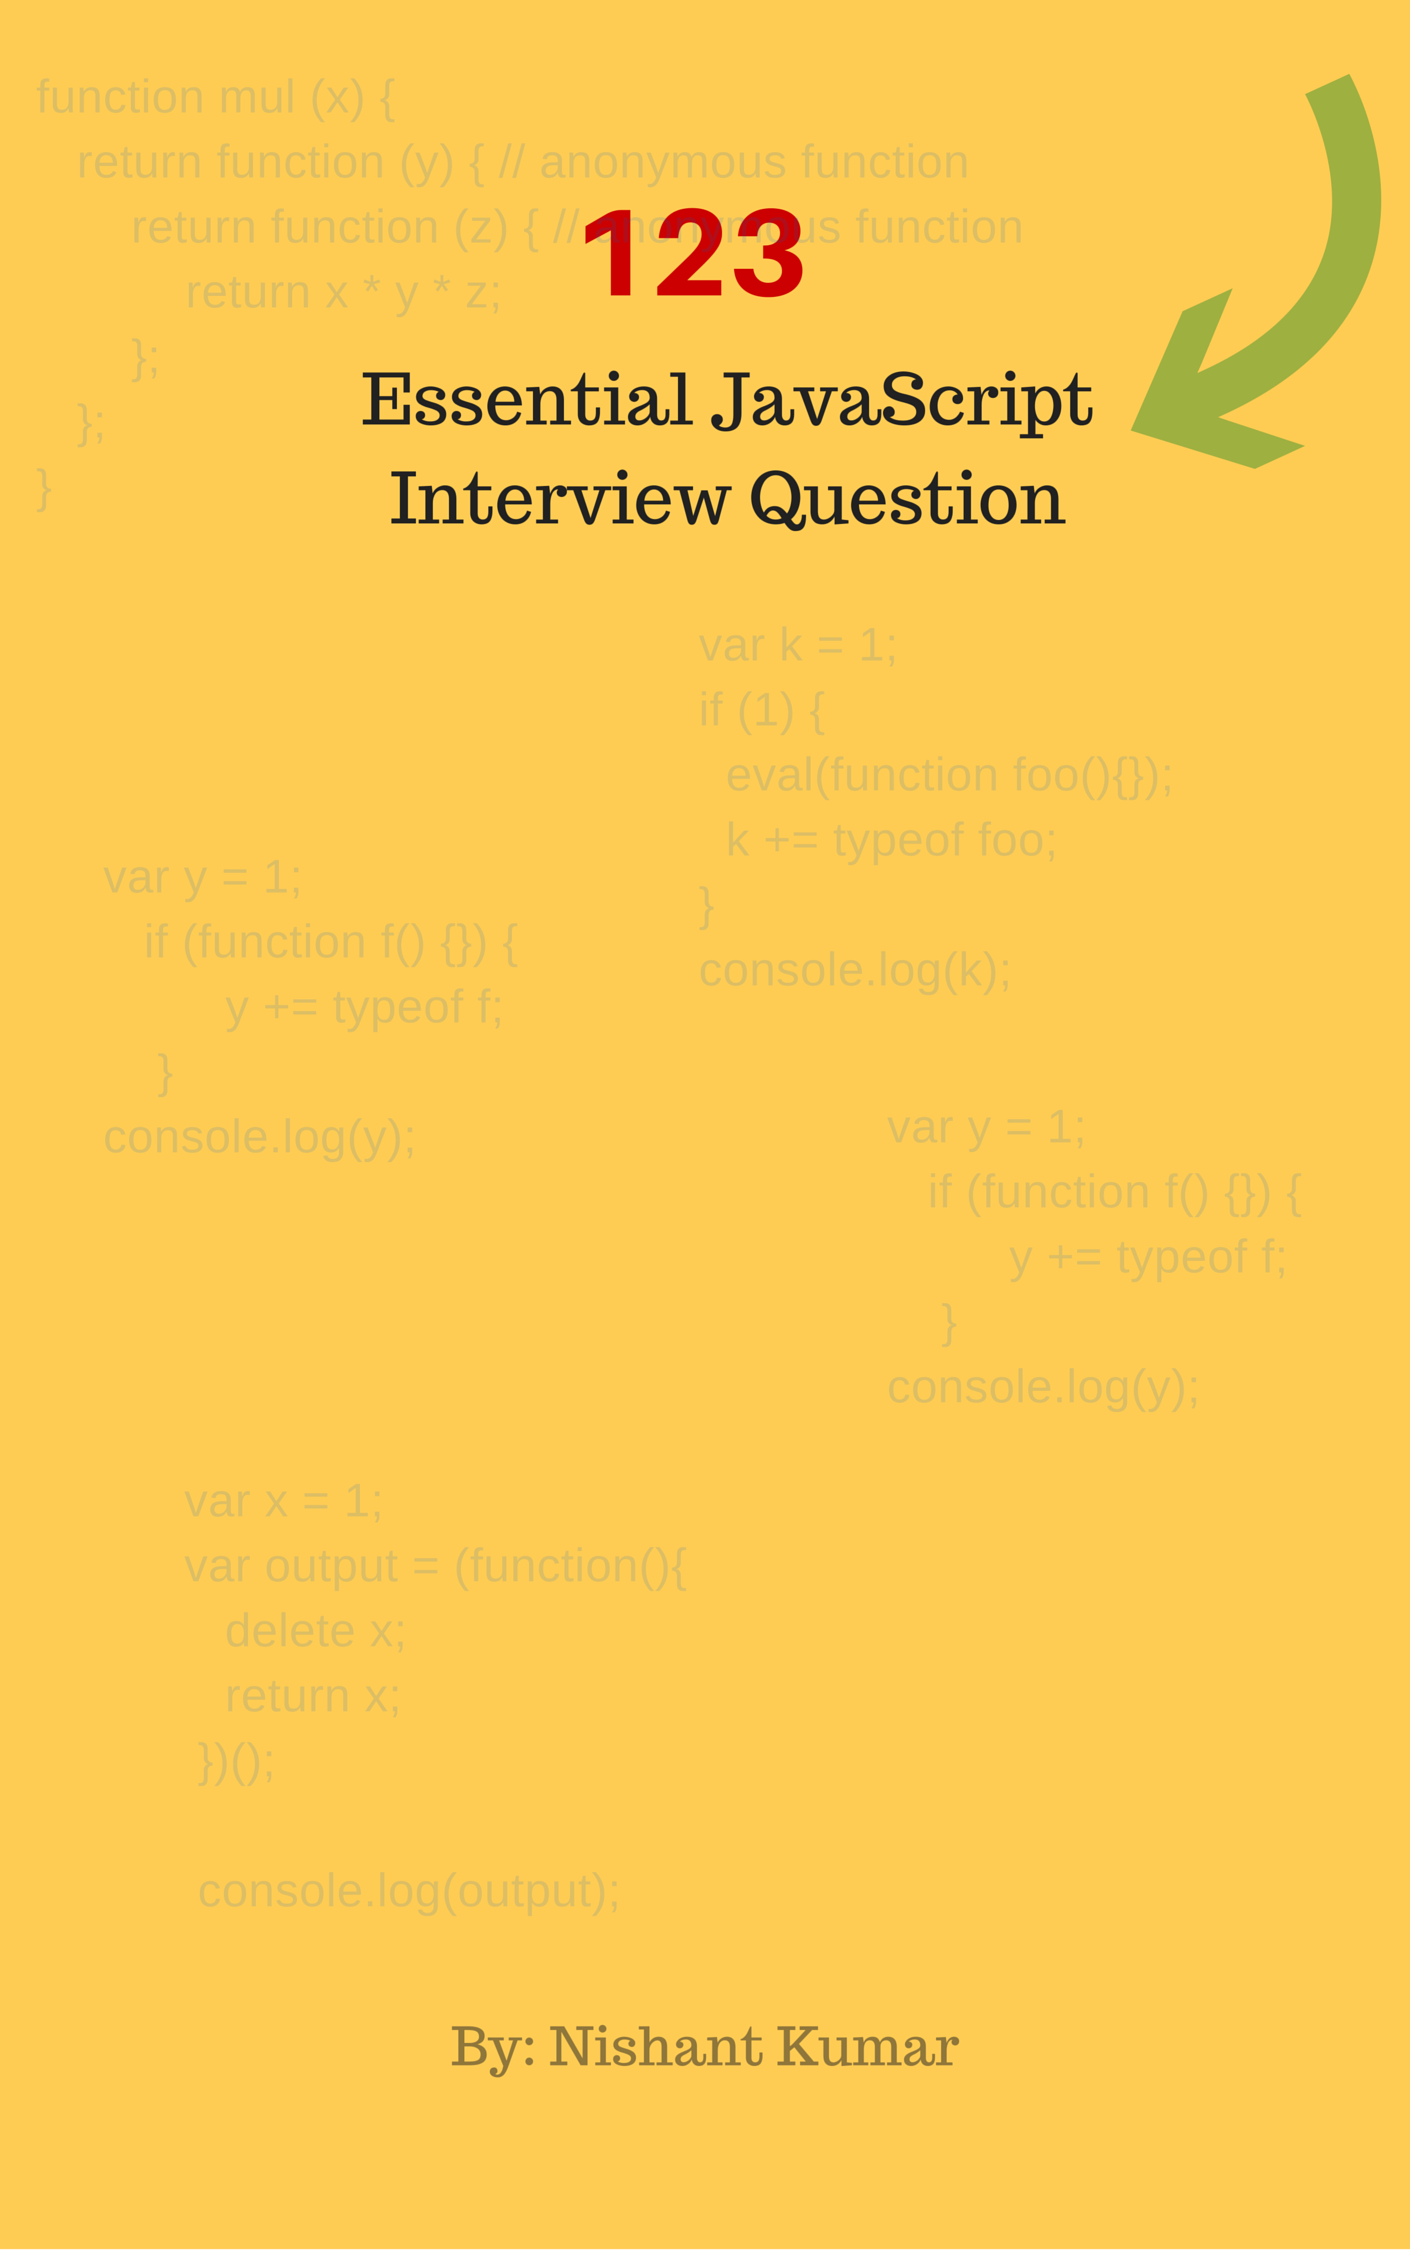 function mul (x) {
return function (y) { // anonymous function
return function (z) { // anonymous function
return x * y * z;
};
};
}
123
Essential JavaScript
Interview Question
var k = 1;
if (1) {
eval(function foo(){});
k += typeof foo;
}
console.log(k);
var y = 1;
if (function f() {}) {
y += typeof f;
}
console.log(y);
var y = 1;
if (function f() {}) {
y += typeof f;
}
console.log(y);
var x = 1;
var output = (function(){
delete x;
return x;
})();
console.log(output);
By: Nishant Kumar